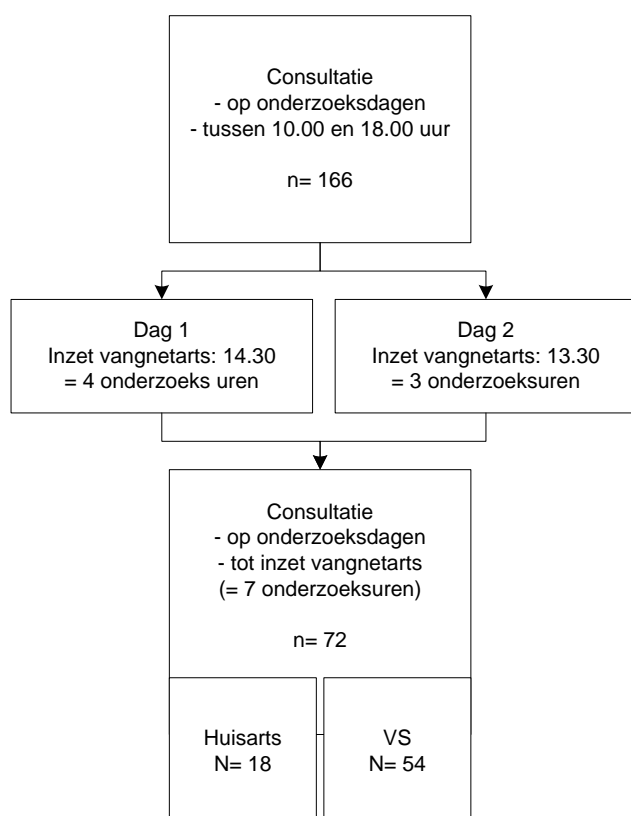 Consultatie
- op onderzoeksdagen
- tussen 10.00 en 18.00 uur
n= 166
Dag 1
Inzet vangnetarts: 14.30
= 4 onderzoeks uren
Dag 2
Inzet vangnetarts: 13.30
= 3 onderzoeksuren
Consultatie
- op onderzoeksdagen
- tot inzet vangnetarts
(= 7 onderzoeksuren)
n= 72
Huisarts
N= 18
VS
N= 54